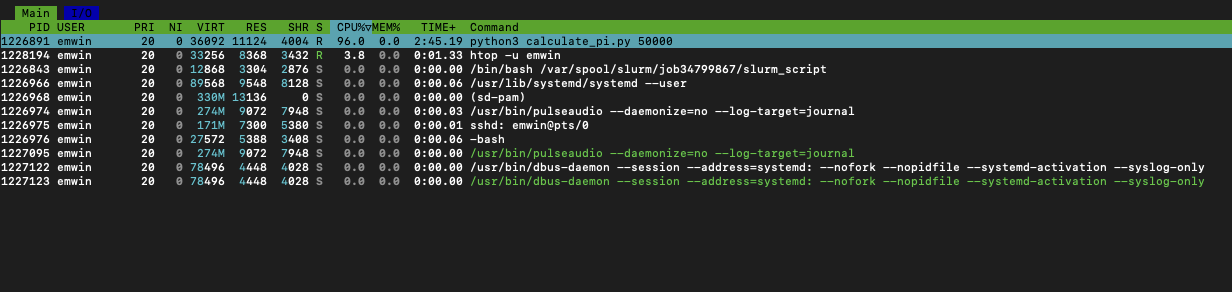 Main I/O
PID USER PRI NI VIRT RES SHR S CPU%▽MEM% TIME+ Command
1226891 emwin 20 0 36092 11124 4004 R 96.0 0.0 2:45.19 python3 calculate_pi.py 50000
1228194 emwin 20 0 33256 8368 3432 R 3.8 0.0 0:01.33 htop -u emwin
1226843 emwin 20 0 12868 3304 2876 S 0.0 0.0 0:00.00 /bin/bash /var/spool/slurm/job34799867/slurm_script
1226966 emwin 20 0 89568 9548 8128 S 0.0 0.0 0:00.06 /usr/lib/systemd/systemd --user
1226968 emwin 20 0 330M 13136 0 S 0.0 0.0 0:00.00 (sd-pam)
1226974 emwin 20 0 274M 9072 7948 S 0.0 0.0 0:00.03 /usr/bin/pulseaudio --daemonize=no --log-target=journal
1226975 emwin 20 0 171M 7300 5380 S 0.0 0.0 0:00.01 sshd: emwin@pts/0
1226976 emwin 20 0 27572 5388 3408 S 0.0 0.0 0:00.06 -bash
1227095 emwin 20 0 274M 9072 7948 S 0.0 0.0 0:00.00 /usr/bin/pulseaudio --daemonize=no --log-target=journal
1227122 emwin 20 0 78496 4448 4028 S 0.0 0.0 0:00.00 /usr/bin/dbus-daemon --session --address=systemd: --nofork --nopidfile --systemd-activation --syslog-only
1227123 emwin 20 0 78496 4448 4028 S 0.0 0.0 0:00.00 /usr/bin/dbus-daemon --session --address=systemd: --nofork --nopidfile --systemd-activation --syslog-only